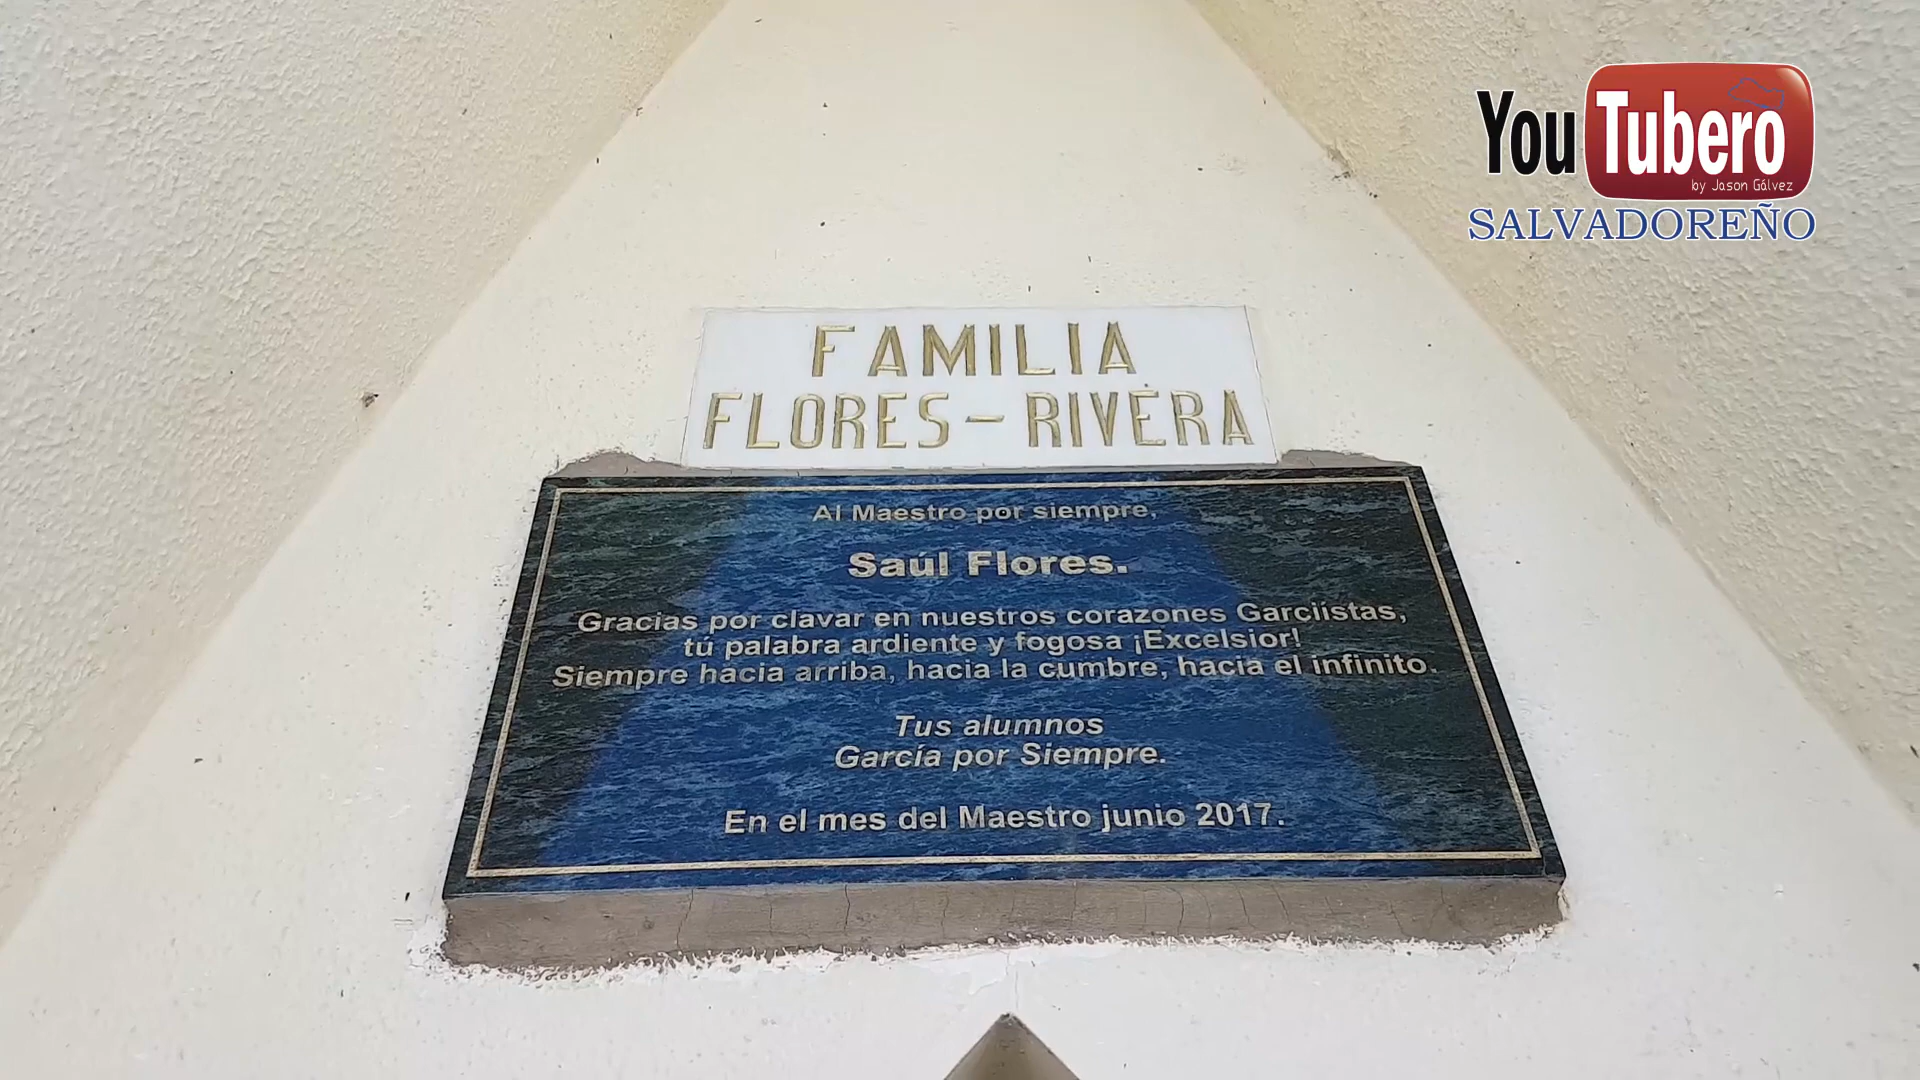 YouTubero
by Jason Gálvez
SALVADOREÑO
FAMILIA
FLORES-RIVERA
Al Maestro por siempre,
Saúl Flores.
Gracias por clavar en nuestros corazones Garciístas,
tú palabra ardiente y fogosa ¡Excelsior!
Siempre hacia arriba, hacia la cumbre, hacia el infinito.
Tus alumnos
García por Siempre.
En el mes del Maestro junio 2017.